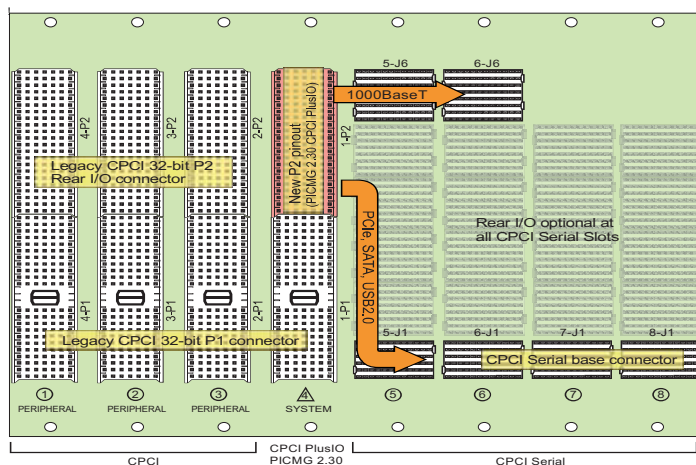 5-J6
6-J6
1000BaseT
4-P2
3-P2
2-P2
1-P2
New P2 pinout
(PICMG 2.30 CPCI PlusIO)
Legacy CPCI 32-bit P2
Rear I/O connector
PCIe, SATA, USB2.0
Rear I/O optional at
all CPCI Serial Slots
4-P1
3-P1
2-P1
1-P1
Legacy CPCI 32-bit P1 connector
5-J1
6-J1
7-J1
8-J1
CPCI Serial base connector
1
2
3
4
5
6
7
8
PERIPHERAL
PERIPHERAL
PERIPHERAL
SYSTEM
CPCI
CPCI PlusIO
PICMG 2.30
CPCI Serial